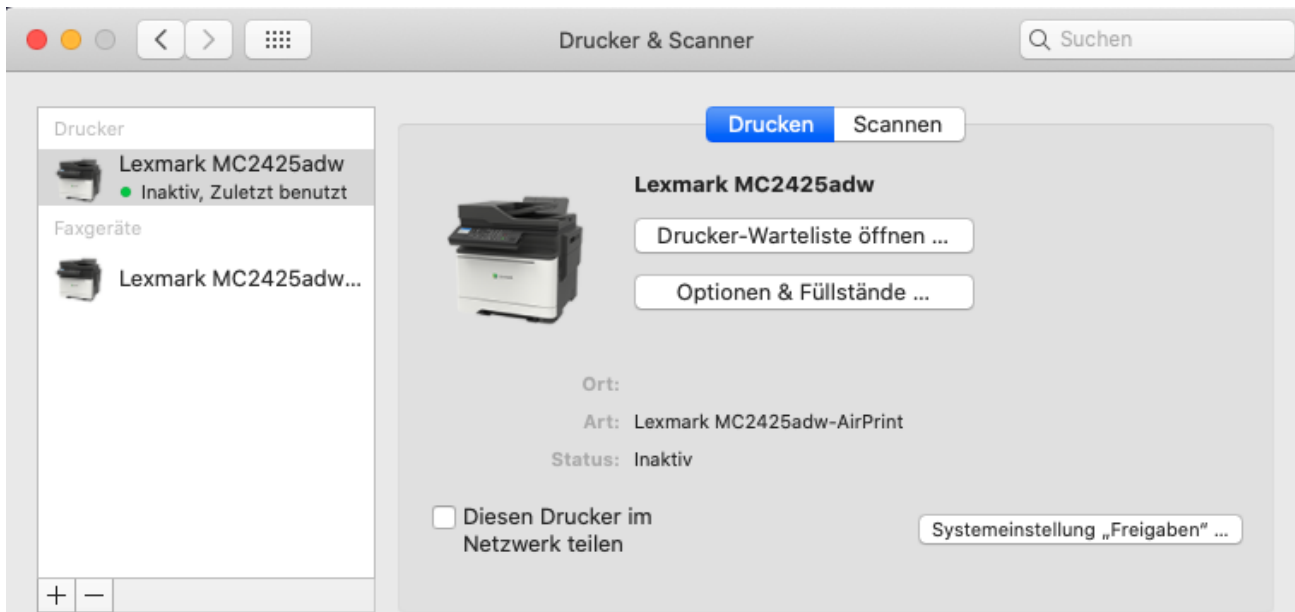 Drucker & Scanner
Suchen
Drucker
Lexmark MC2425adw
Inaktiv, Zuletzt benutzt
Faxgeräte
Lexmark MC2425adw...
Drucken
Scannen
Lexmark MC2425adw
Drucker-Warteliste öffnen ...
Optionen & Füllstände ...
Ort:
Art: Lexmark MC2425adw-AirPrint
Status: Inaktiv
Diesen Drucker im
Netzwerk teilen
Systemeinstellung „Freigaben“ ...